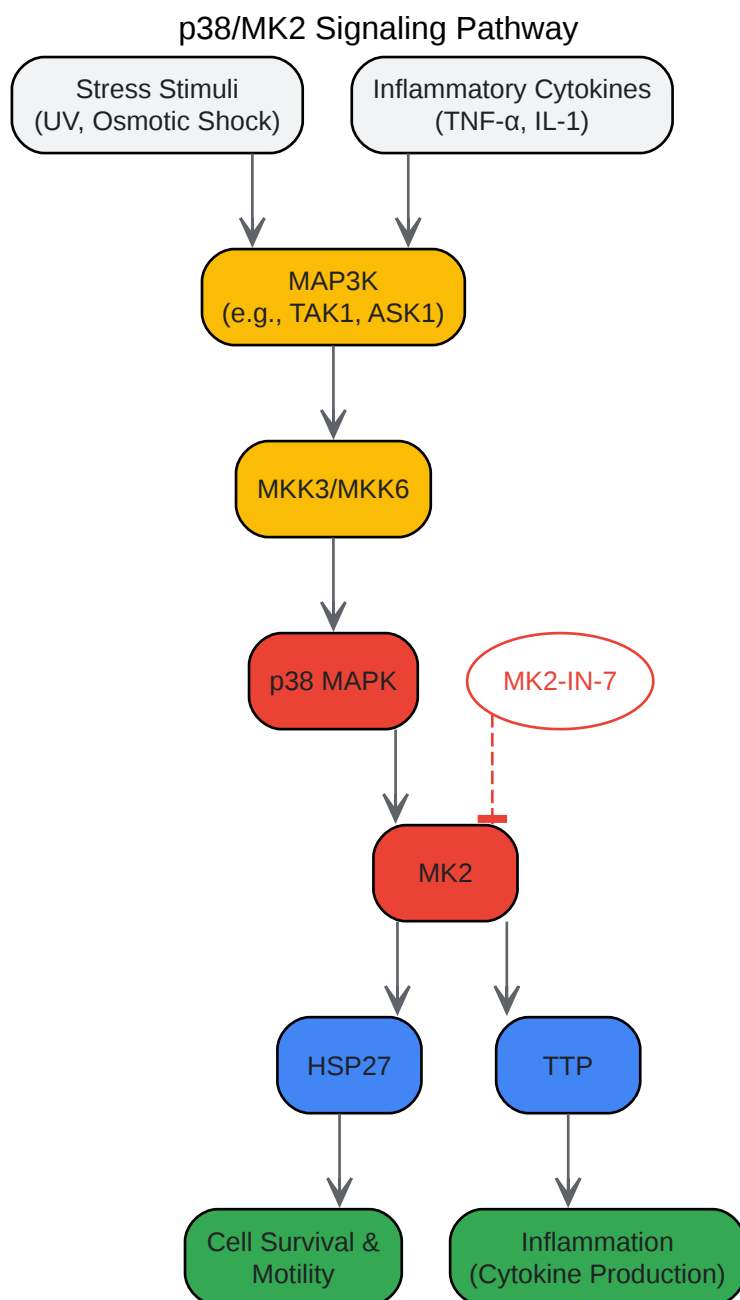 p38/MK2 Signaling Pathway
Stress Stimuli
(UV, Osmotic Shock)
Inflammatory Cytokines
(TNF-α, IL-1)
MAP3K
(e.g., TAK1, ASK1)
MKK3/MKK6
p38 MAPK
MK2-IN-7
MK2
HSP27
TTP
Cell Survival &
Motility
Inflammation
(Cytokine Production)